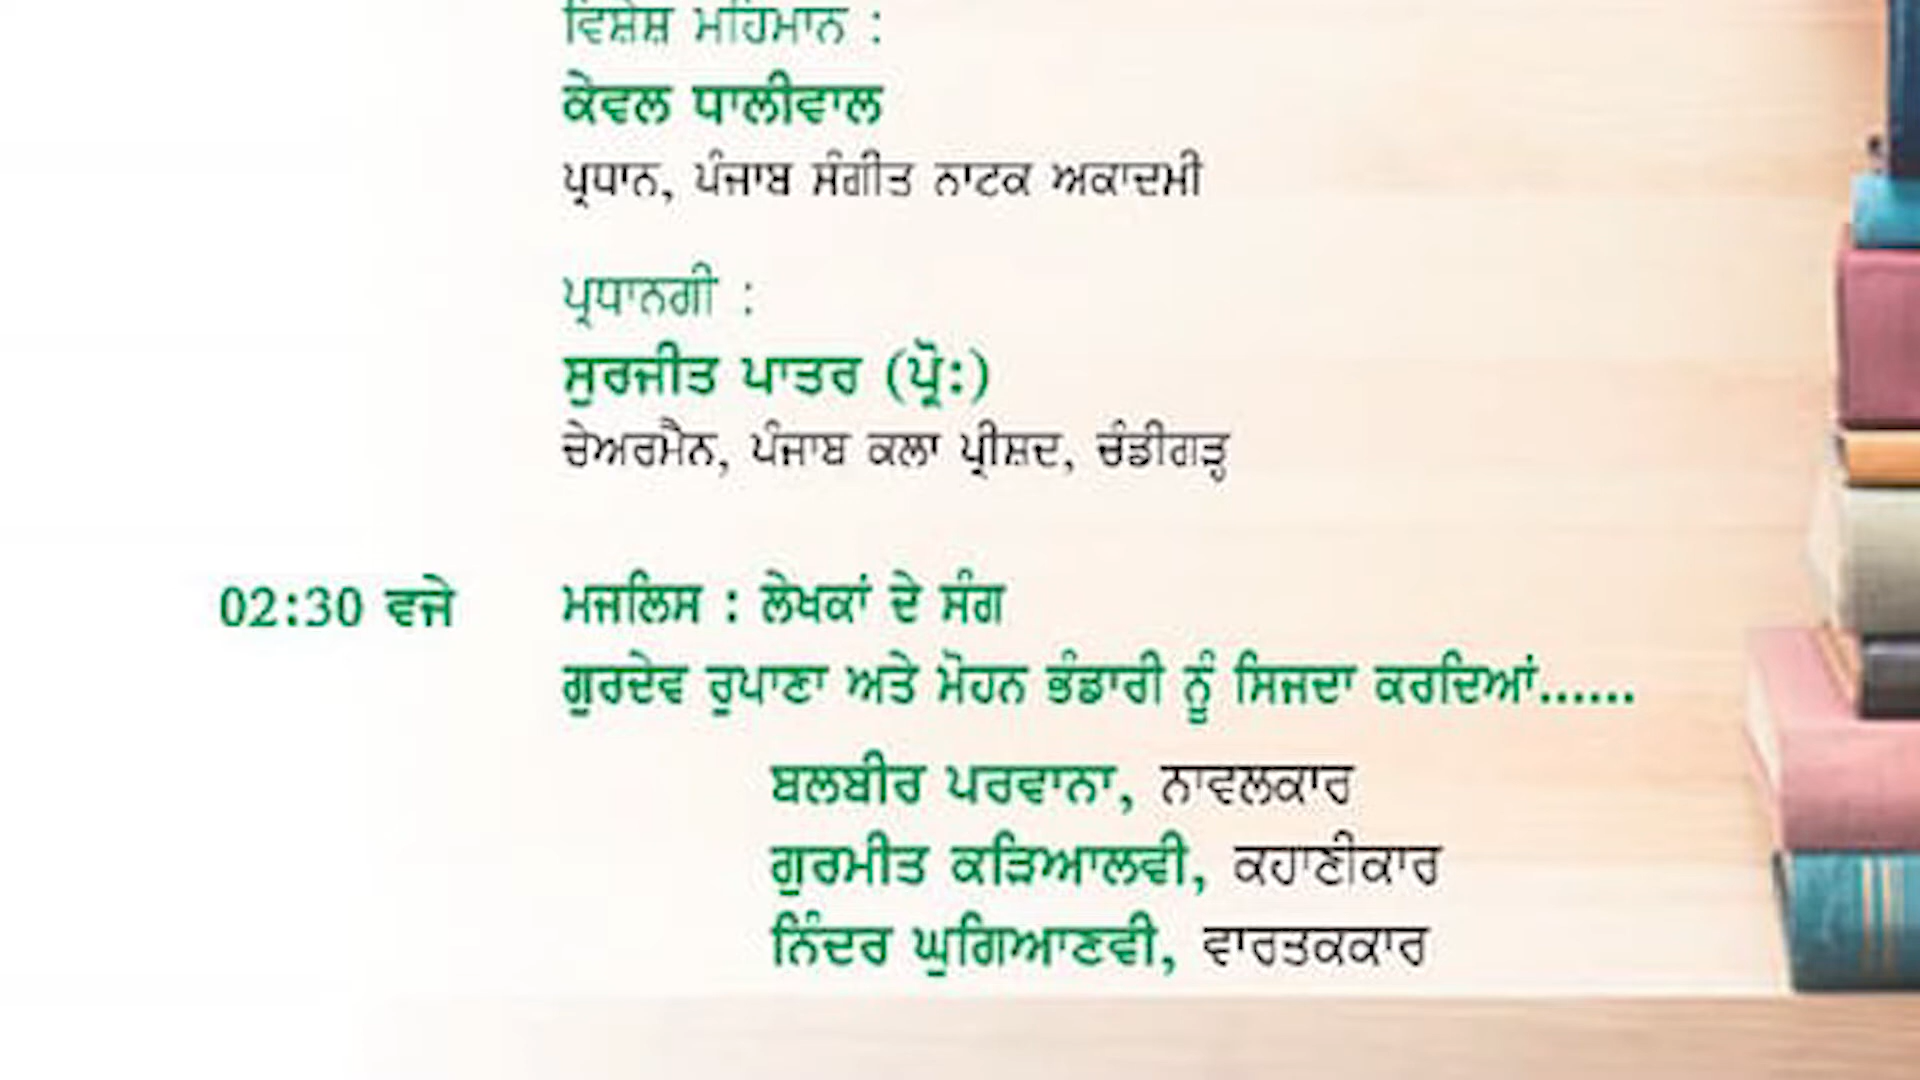 ਵਿਸ਼ੇਸ਼ ਮਹਿਮਾਨ :
ਕੇਵਲ ਧਾਲੀਵਾਲ
ਪ੍ਰਧਾਨ, ਪੰਜਾਬ ਸੰਗੀਤ ਨਾਟਕ ਅਕਾਦਮੀ
ਪ੍ਰਧਾਨਗੀ :
ਸੁਰਜੀਤ ਪਾਤਰ (ਪ੍ਰੋ:)
ਚੇਅਰਮੈਨ, ਪੰਜਾਬ ਕਲਾ ਪ੍ਰੀਸ਼ਦ, ਚੰਡੀਗੜ੍ਹ
02:30 ਵਜੇ ਮਜਲਿਸ : ਲੇਖਕਾਂ ਦੇ ਸੰਗ
ਗੁਰਦੇਵ ਰੁਪਾਣਾ ਅਤੇ ਮੋਹਨ ਭੰਡਾਰੀ ਨੂੰ ਸਿਜਦਾ ਕਰਦਿਆਂ......
ਬਲਬੀਰ ਪਰਵਾਨਾ, ਨਾਵਲਕਾਰ
ਗੁਰਮੀਤ ਕੜਿਆਲਵੀ, ਕਹਾਣੀਕਾਰ
ਨਿੰਦਰ ਘੁਗਿਆਣਵੀ, ਵਾਰਤਕਕਾਰ